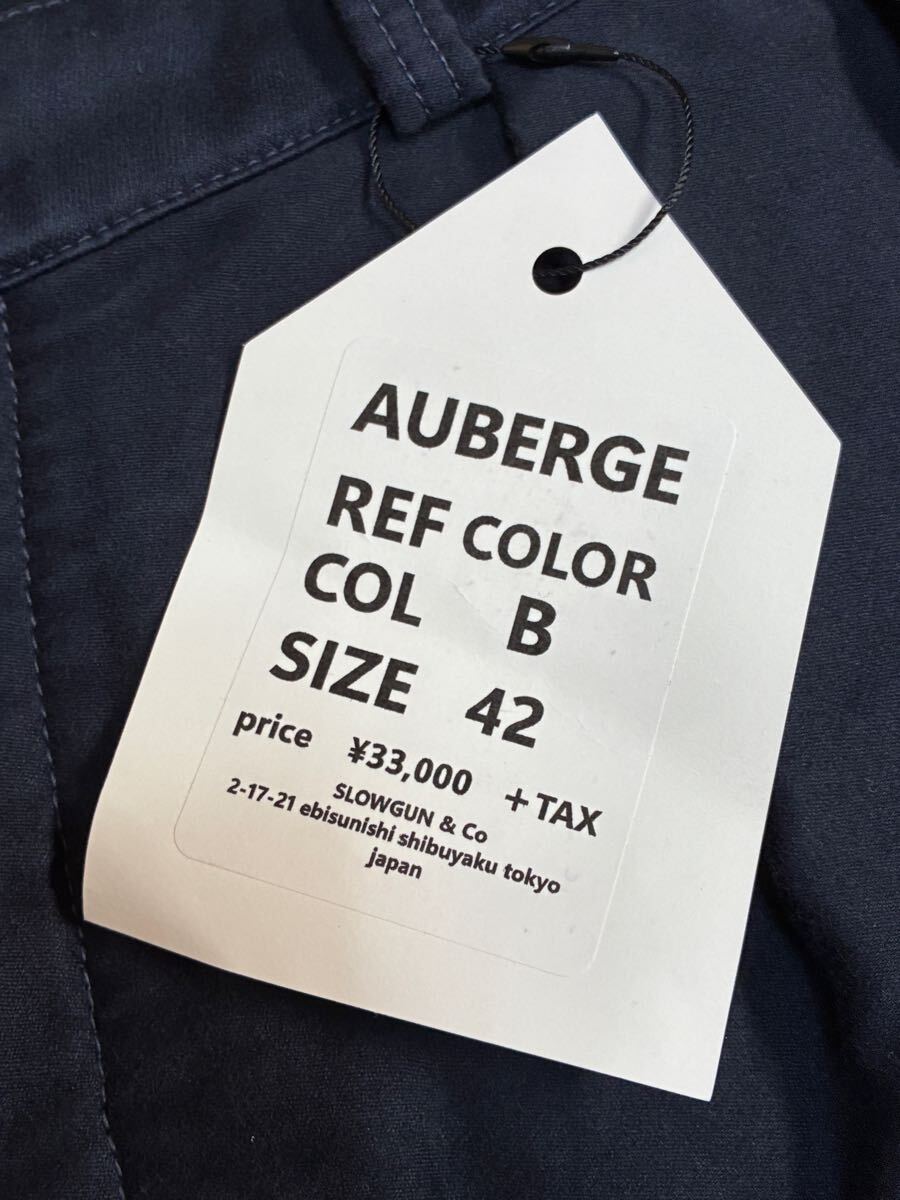 AUBERGE
REF COLOR
COL B
SIZE 42
price ¥33,000 +TAX
SLOWGUN & Co
2-17-21 ebisunishi shibuyaku tokyo
japan